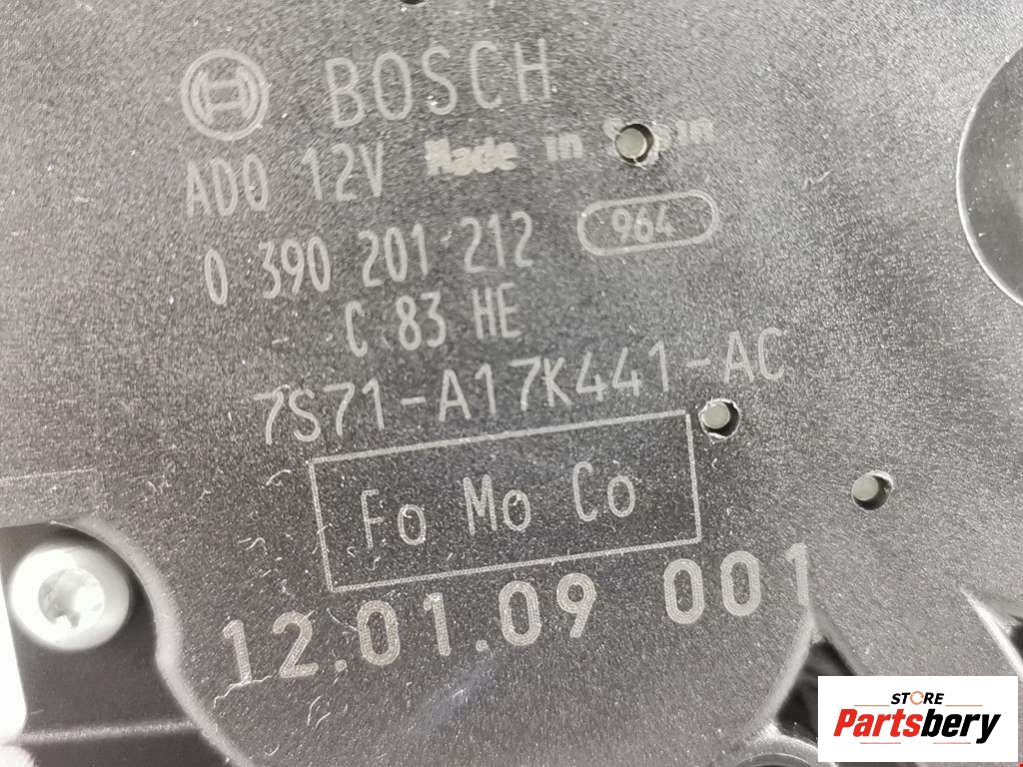 BOSCH
ADO 12V Made in Spain
0 390 201 212 964
C 83 HE
7S71-A17K441-AC
Fo Mo Co
12.01.09 001
STORE
Partsbery